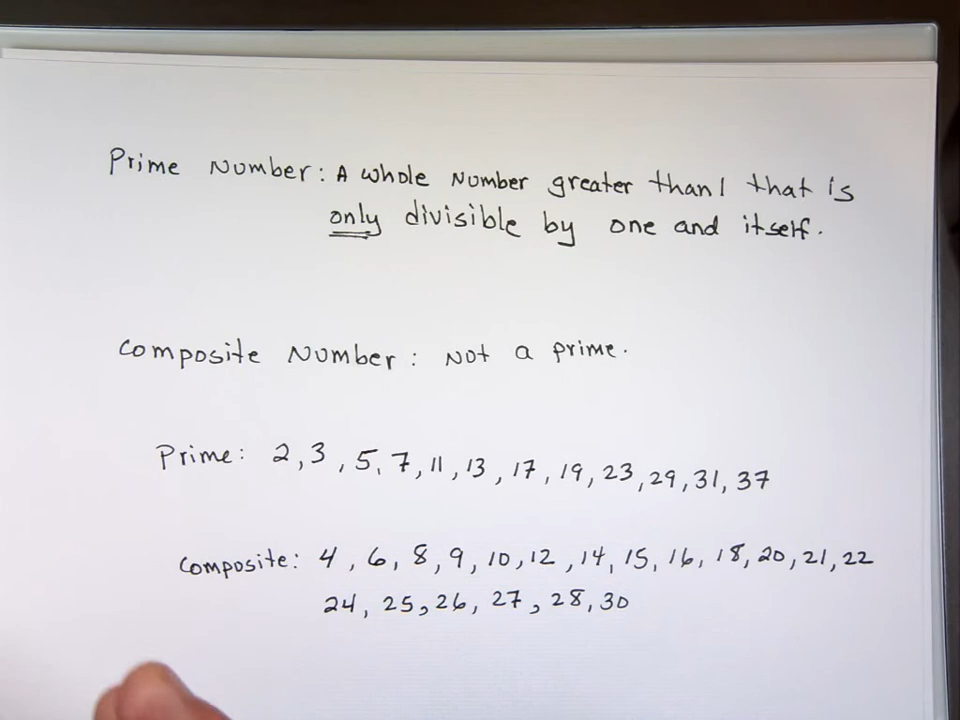 Prime Number: A whole Number greater than 1 that is
only divisible by one and itself.
Composite Number: Not a prime.
Prime: 2, 3, 5, 7, 11, 13, 17, 19, 23, 29, 31, 37
Composite: 4, 6, 8, 9, 10, 12, 14, 15, 16, 18, 20, 21, 22
24, 25, 26, 27, 28, 30